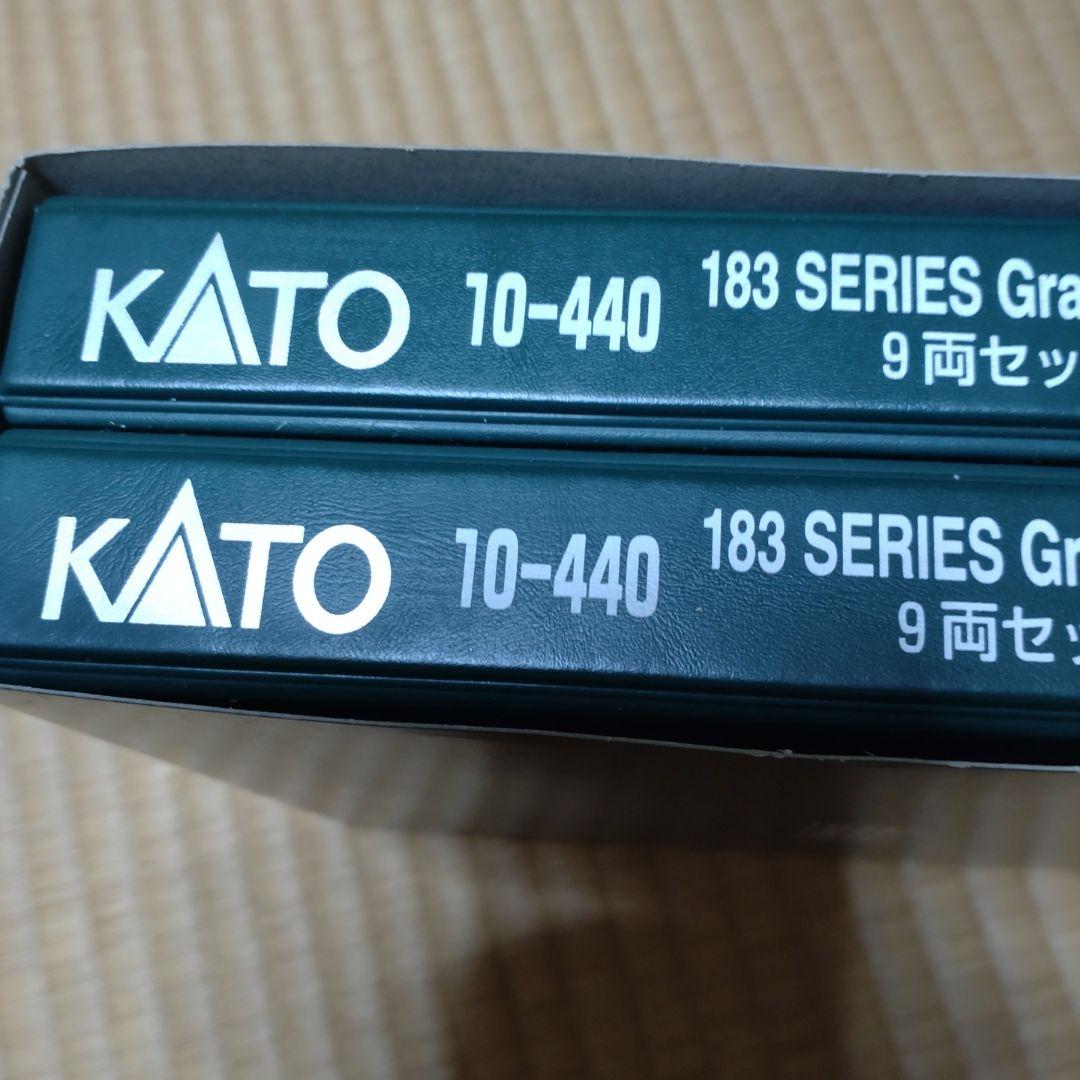 KATO 10-440 183 SERIES Gra
9両セッ
KATO 10-440 183 SERIES Gr
9両セッ